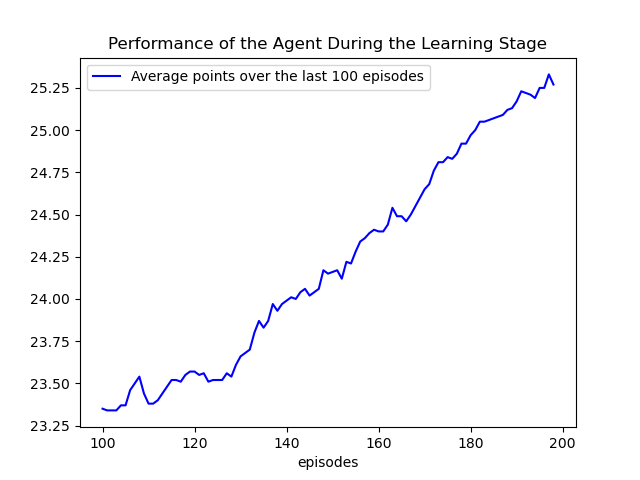 Performance of the Agent During the Learning Stage
Average points over the last 100 episodes
25.25
25.00
24.75
24.50
24.25
24.00
23.75
23.50
23.25
100 120 140 160 180 200
episodes